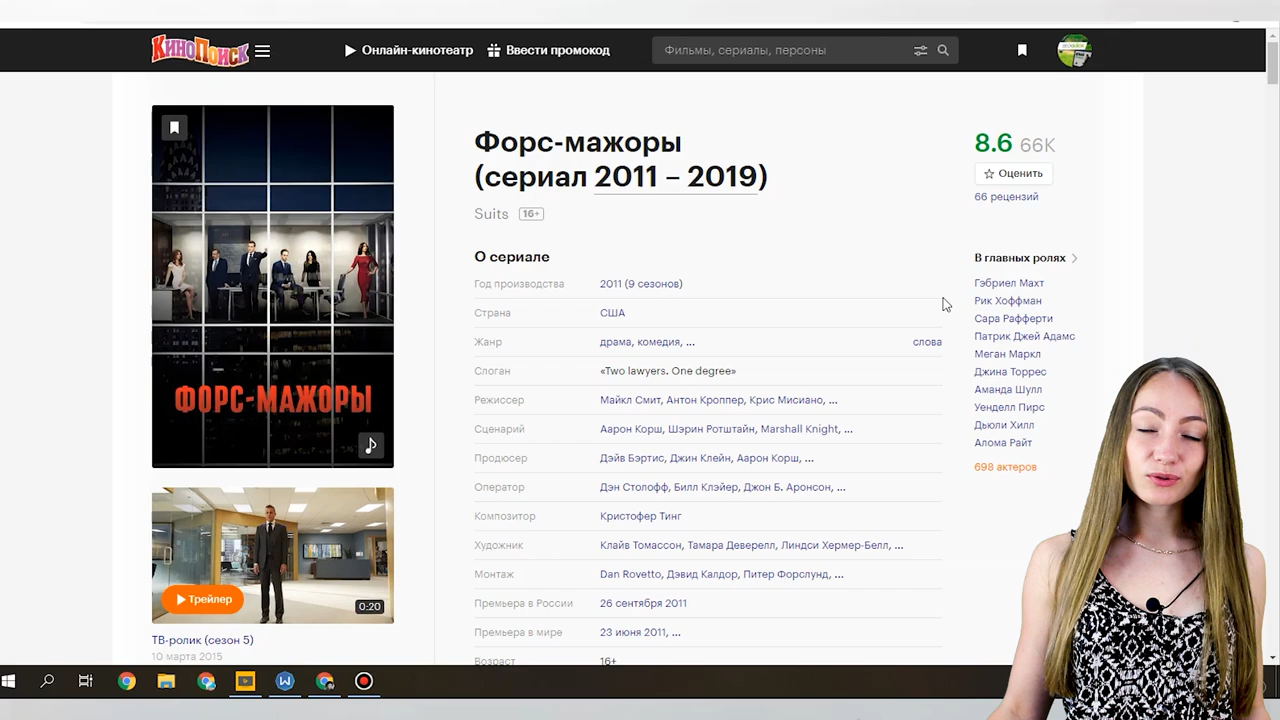 КиноПоиск
Онлайн-кинотеатр
Ввести промокод
Фильмы, сериалы, персоны
Форс-мажоры
(сериал 2011 – 2019)
Suits 16+
8.6 66K
Оценить
66 рецензий
О сериале
Год производства 2011 (9 сезонов)
Страна США
Жанр драма, комедия, ... слова
Слоган «Two lawyers. One degree»
Режиссер Майкл Смит, Антон Кроппер, Крис Мисиано, ...
Сценарий Аарон Корш, Шэрин Ротштайн, Marshall Knight, ...
Продюсер Дэйв Бэртис, Джин Клейн, Аарон Корш, ...
Оператор Дэн Столофф, Билл Клэйер, Джон Б. Аронсон, ...
Композитор Кристофер Тинг
Художник Клайв Томассон, Тамара Деверелл, Линдси Хермер-Белл, ...
Монтаж Dan Rovetto, Дэвид Калдор, Питер Форслунд, ...
Премьера в России 26 сентября 2011
Премьера в мире 23 июня 2011, ...
Возраст 16+
В главных ролях
Гэбриел Махт
Рик Хоффман
Сара Рафферти
Патрик Джей Адамс
Меган Маркл
Джина Торрес
Аманда Шулл
Уенделл Пирс
Дьюли Хилл
Алома Райт
698 актеров
ФОРС-МАЖОРЫ
Трейлер
0:20
ТВ-ролик (сезон 5)
10 марта 2015